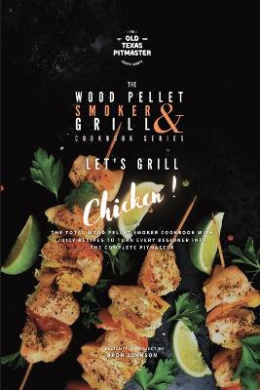 THE
OLD
TEXAS
PITMASTER
THE
WOOD PELLET
SMOKER
GRILL &
COOKBOOK SERIES
LET'S GRILL
Chicken!
THE TOTAL WOOD PELLET SMOKER COOKBOOK WITH
JUICY RECIPES TO TURN EVERY BEGINNER INTO
THE COMPLETE PITMASTER
BRON JOHNSON